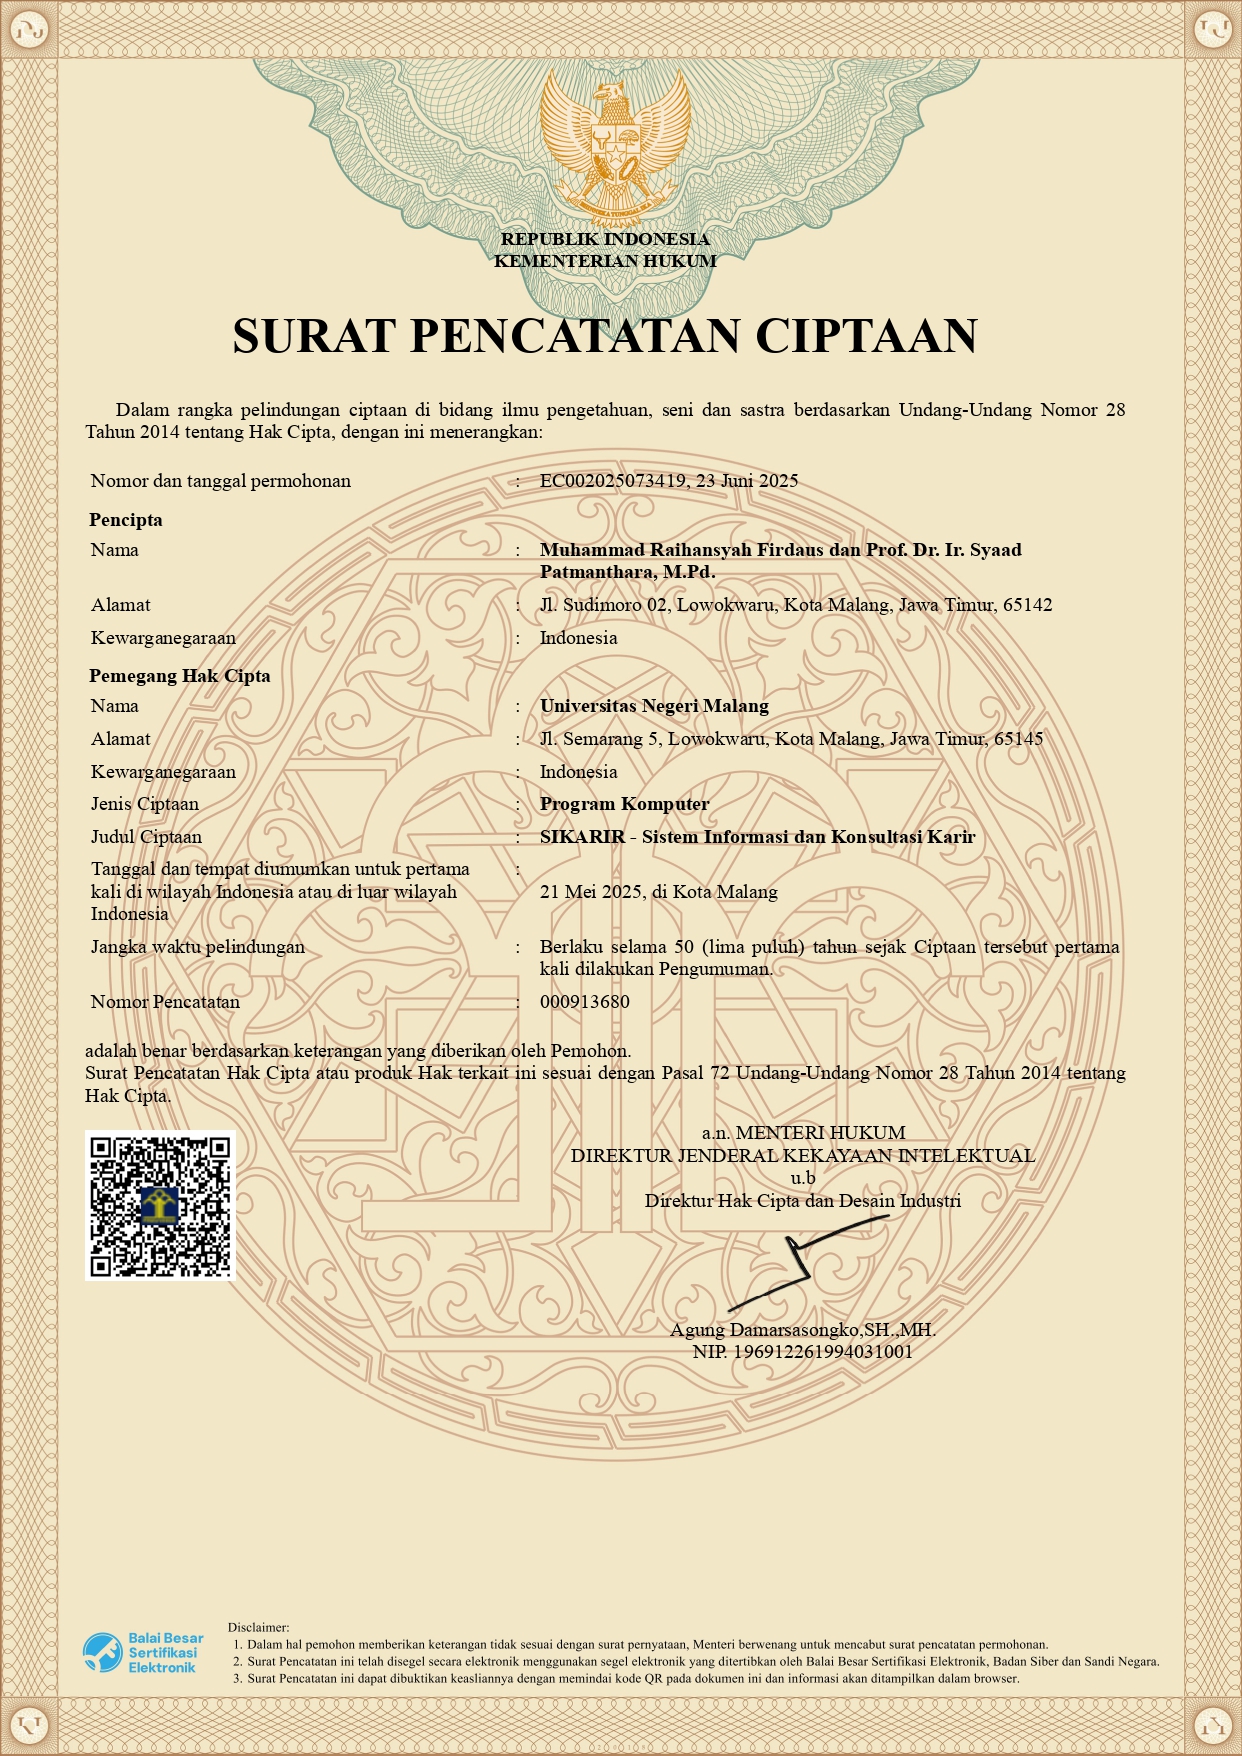 REPUBLIK INDONESIA
KEMENTERIAN HUKUM
SURAT PENCATATAN CIPTAAN
Dalam rangka pelindungan ciptaan di bidang ilmu pengetahuan, seni dan sastra berdasarkan Undang-Undang Nomor 28
Tahun 2014 tentang Hak Cipta, dengan ini menerangkan:
Nomor dan tanggal permohonan : EC002025073419, 23 Juni 2025
Pencipta
Nama : Muhammad Raihansyah Firdaus dan Prof. Dr. Ir. Syaad
Patmanthara, M.Pd.
Alamat : Jl. Sudimoro 02, Lowokwaru, Kota Malang, Jawa Timur, 65142
Kewarganegaraan : Indonesia
Pemegang Hak Cipta
Nama : Universitas Negeri Malang
Alamat : Jl. Semarang 5, Lowokwaru, Kota Malang, Jawa Timur, 65145
Kewarganegaraan : Indonesia
Jenis Ciptaan : Program Komputer
Judul Ciptaan : SIKARIR - Sistem Informasi dan Konsultasi Karir
Tanggal dan tempat diumumkan untuk pertama :
kali di wilayah Indonesia atau di luar wilayah 21 Mei 2025, di Kota Malang
Indonesia
Jangka waktu pelindungan : Berlaku selama 50 (lima puluh) tahun sejak Ciptaan tersebut pertama
kali dilakukan Pengumuman.
Nomor Pencatatan : 000913680
adalah benar berdasarkan keterangan yang diberikan oleh Pemohon.
Surat Pencatatan Hak Cipta atau produk Hak terkait ini sesuai dengan Pasal 72 Undang-Undang Nomor 28 Tahun 2014 tentang
Hak Cipta.
a.n. MENTERI HUKUM
DIREKTUR JENDERAL KEKAYAAN INTELEKTUAL
u.b
Direktur Hak Cipta dan Desain Industri
Agung Damarsasongko,SH.,MH.
NIP. 196912261994031001
Balai Besar
Sertifikasi
Elektronik
Disclaimer:
1. Dalam hal pemohon memberikan keterangan tidak sesuai dengan surat pernyataan, Menteri berwenang untuk mencabut surat pencatatan permohonan.
2. Surat Pencatatan ini telah disegel secara elektronik menggunakan segel elektronik yang ditertibkan oleh Balai Besar Sertifikasi Elektronik, Badan Siber dan Sandi Negara.
3. Surat Pencatatan ini dapat dibuktikan keasliannya dengan memindai kode QR pada dokumen ini dan informasi akan ditampilkan dalam browser.